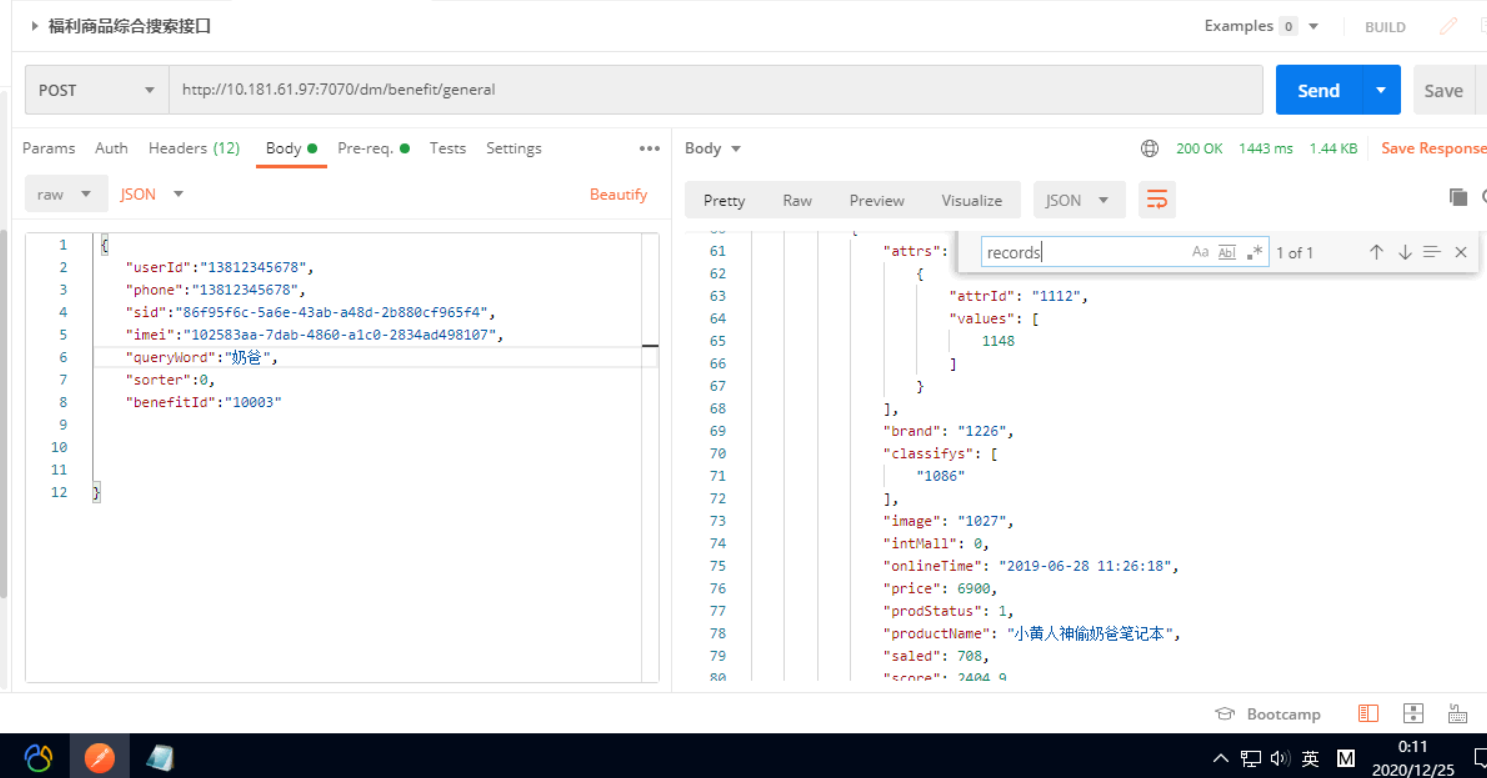 福利商品综合搜索接口
Examples 0
BUILD
POST
http://10.181.61.97:7070/dm/benefit/general
Send
Save
Params Auth Headers (12) Body Pre-req. Tests Settings
raw JSON Beautify
1 {
2 "userId":"13812345678",
3 "phone":"13812345678",
4 "sid":"86f95f6c-5a6e-43ab-a48d-2b880cf965f4",
5 "imei":"102583aa-7dab-4860-a1c0-2834ad498107",
6 "queryWord":"奶爸",
7 "sorter":0,
8 "benefitId":"10003"
9
10
11
12 }
Body 200 OK 1443 ms 1.44 KB Save Response
Pretty Raw Preview Visualize JSON
records Aa Abl .* 1 of 1
61 "attrs":
62 {
63 "attrId": "1112",
64 "values": [
65 1148
66 ]
67 }
68 ],
69 "brand": "1226",
70 "classifys": [
71 "1086"
72 ],
73 "image": "1027",
74 "intMall": 0,
75 "onlineTime": "2019-06-28 11:26:18",
76 "price": 6900,
77 "prodStatus": 1,
78 "productName": "小黄人神偷奶爸笔记本",
79 "saled": 708,
80 "score": 2404.9
Bootcamp
英 M
0:11
2020/12/25